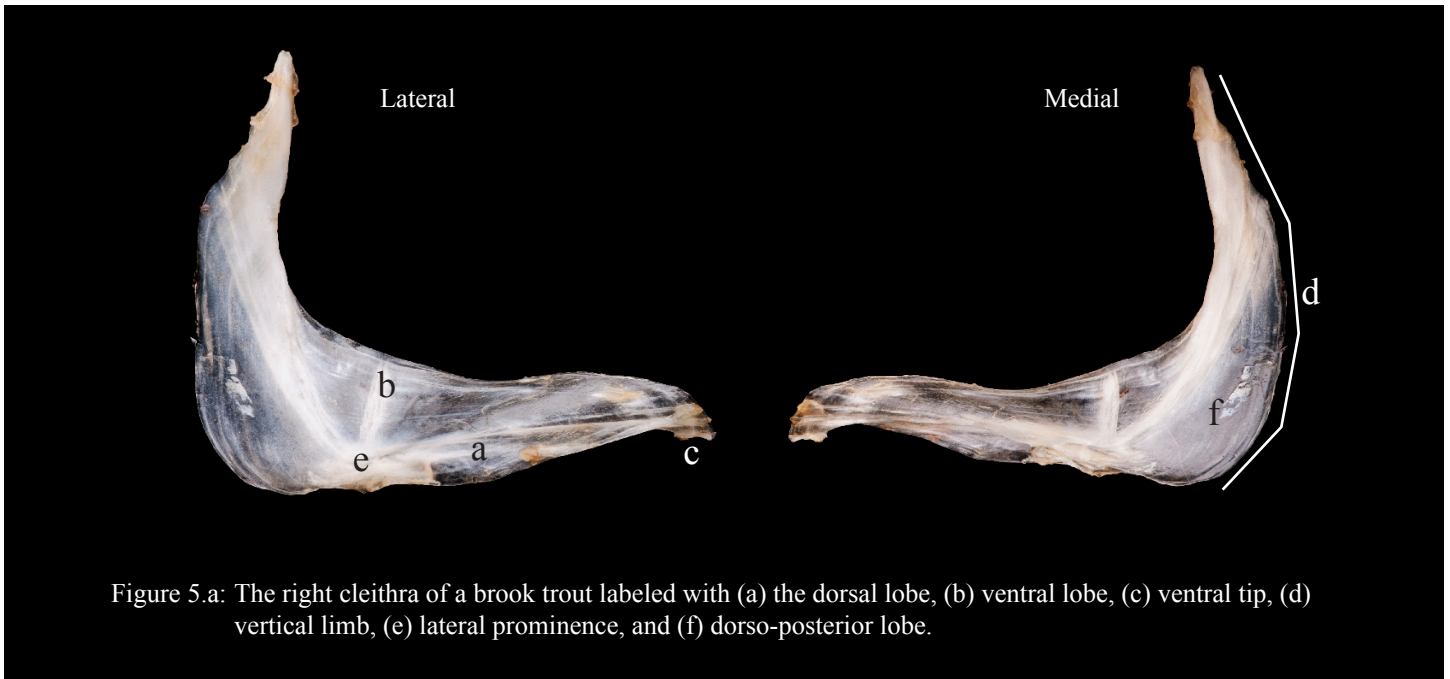 Lateral
Medial
d
b
f
a
e
c
Figure 5.a: The right cleithra of a brook trout labeled with (a) the dorsal lobe, (b) ventral lobe, (c) ventral tip, (d)
vertical limb, (e) lateral prominence, and (f) dorso-posterior lobe.